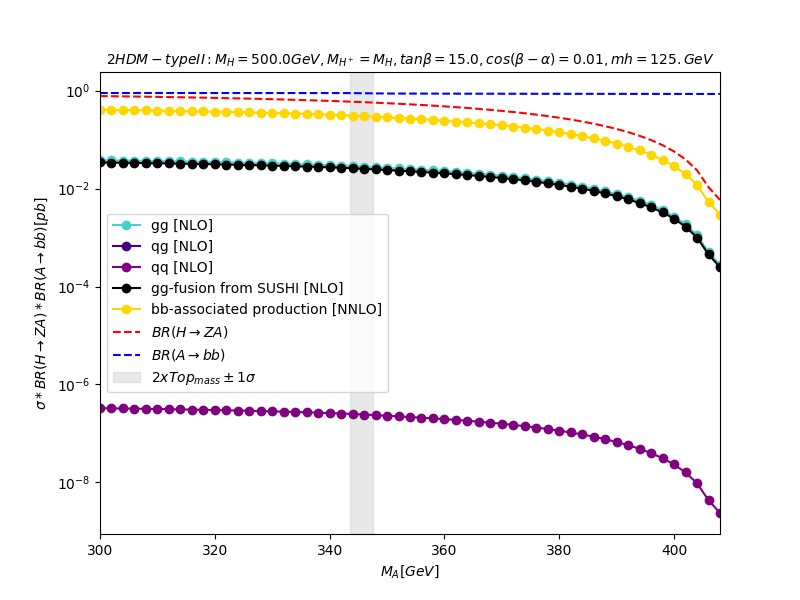 2HDM − typeII : M_H = 500.0GeV, M_{H^+} = M_H, tanβ = 15.0, cos(β − α) = 0.01, mh = 125. GeV
σ * BR(H → ZA) * BR(A → bb)[pb]
10^0
10^{−2}
10^{−4}
10^{−6}
10^{−8}
gg [NLO]
qg [NLO]
qq [NLO]
gg-fusion from SUSHI [NLO]
bb-associated production [NNLO]
BR(H → ZA)
BR(A → bb)
2xTop_{mass} ± 1σ
300 320 340 360 380 400
M_A[GeV]